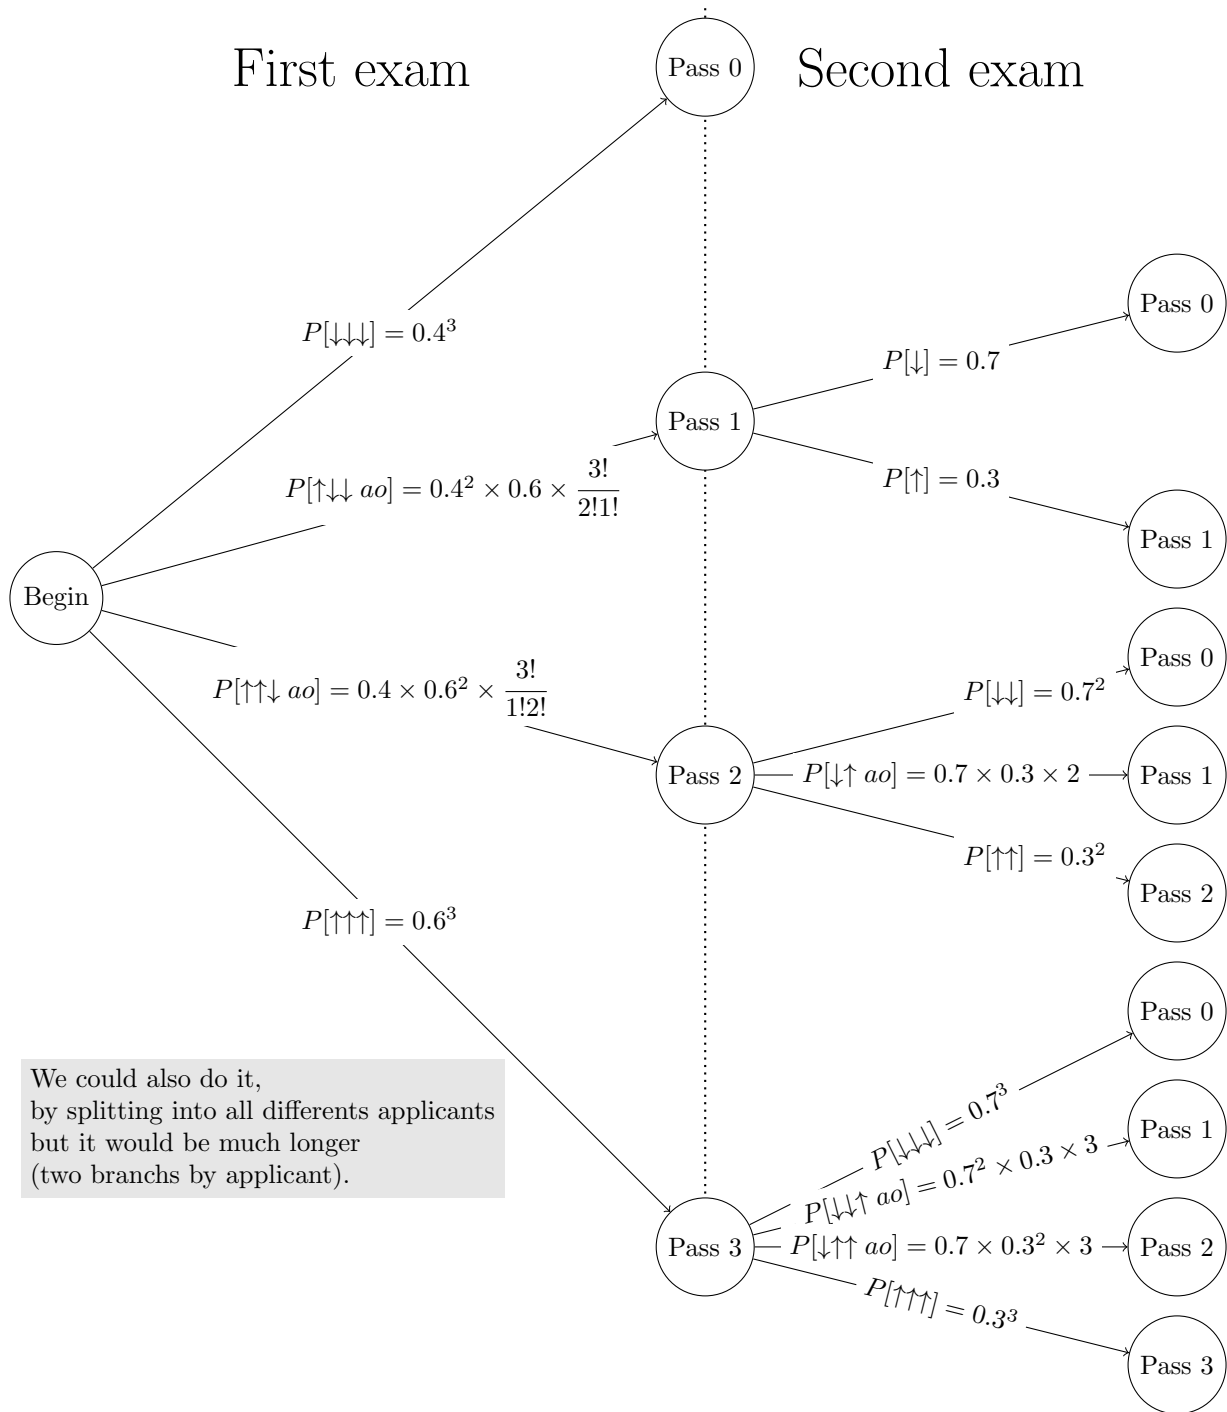 First exam
Second exam
Pass 0
P[↓↓↓] = 0.4³
Pass 0
P[↓] = 0.7
Pass 1
P[↑↓↓ ao] = 0.4² × 0.6 × 3!/2!1!
P[↑] = 0.3
Pass 1
Begin
Pass 0
P[↑↑↓ ao] = 0.4 × 0.6² × 3!/1!2!
P[↓↓] = 0.7²
Pass 2
P[↓↑ ao] = 0.7 × 0.3 × 2
Pass 1
P[↑↑] = 0.3²
Pass 2
P[↑↑↑] = 0.6³
Pass 0
We could also do it,
by splitting into all differents applicants
but it would be much longer
(two branchs by applicant).
P[↓↓↓] = 0.7³
Pass 1
P[↓↓↑ ao] = 0.7² × 0.3 × 3
Pass 3
P[↓↑↑ ao] = 0.7 × 0.3² × 3
Pass 2
P[↑↑↑] = 0.3³
Pass 3